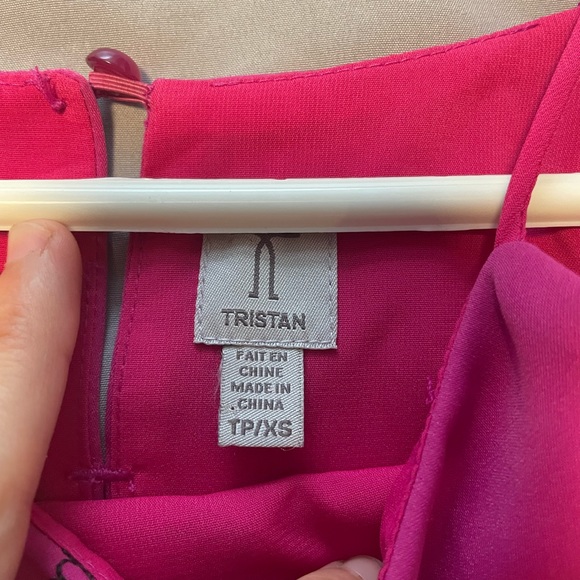 TRISTAN
FAIT EN
CHINE
MADE IN
CHINA
TP/XS